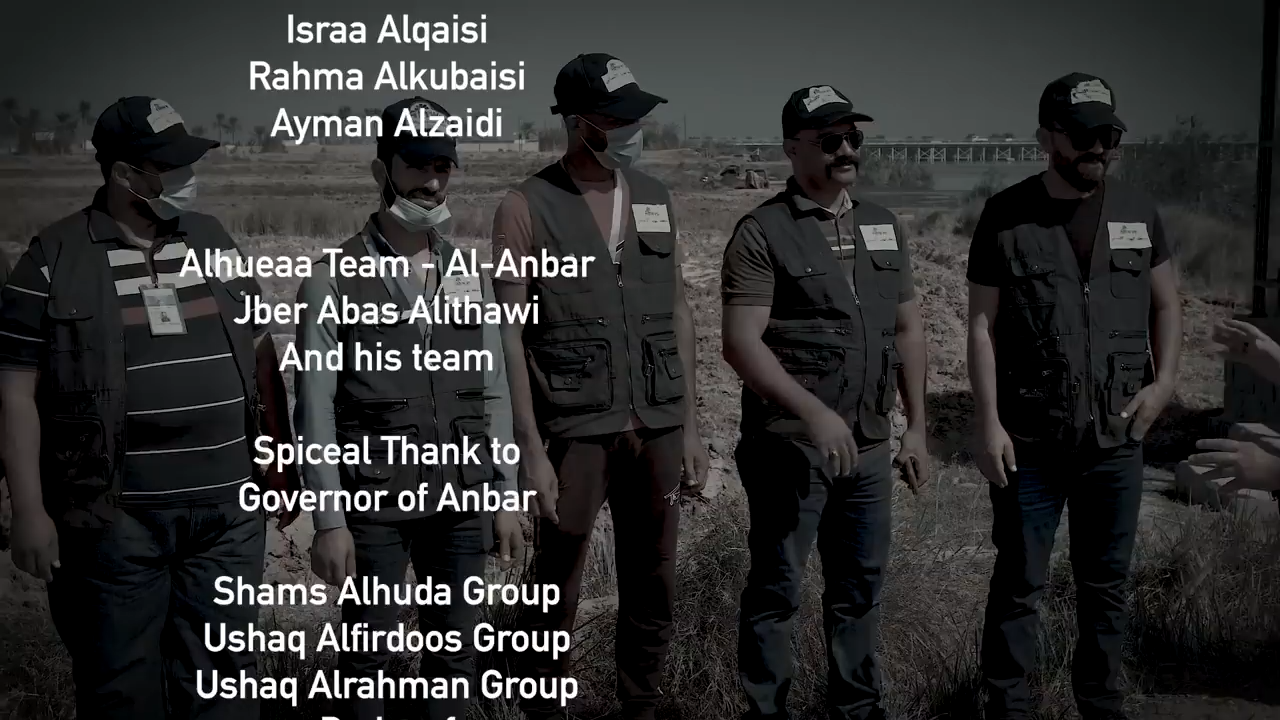 Israa Alqaisi
Rahma Alkubaisi
Ayman Alzaidi
Alhueaa Team - Al-Anbar
Jber Abas Alithawi
And his team
Spiceal Thank to
Governor of Anbar
Shams Alhuda Group
Ushaq Alfirdoos Group
Ushaq Alrahman Group